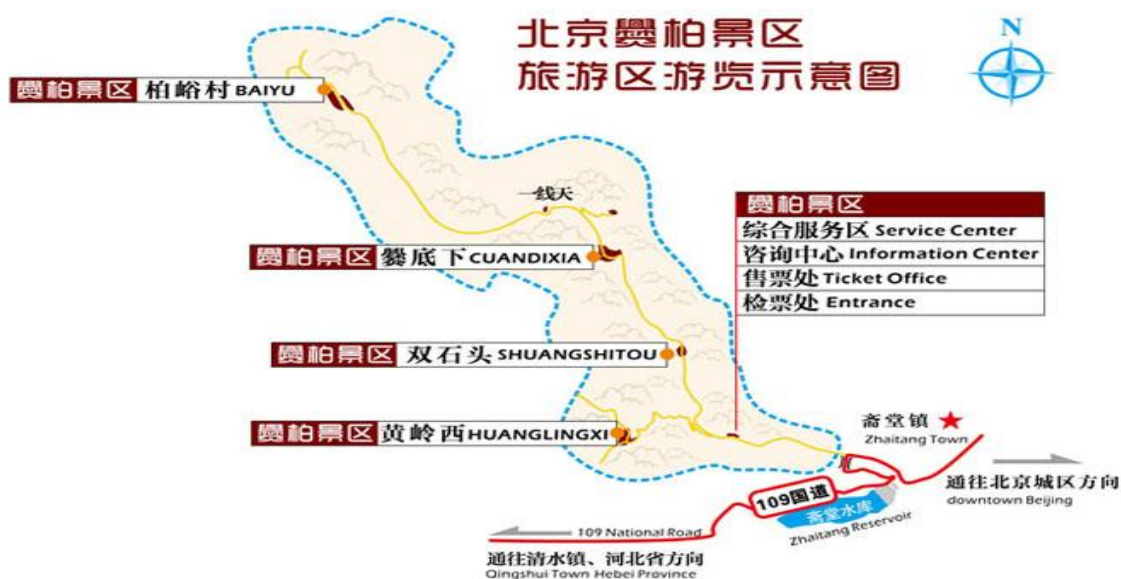 北京爨柏景区
旅游区游览示意图
N
爨柏景区 柏峪村 BAIYU
一线天
爨柏景区
综合服务区 Service Center
咨询中心 Information Center
售票处 Ticket Office
检票处 Entrance
爨柏景区 爨底下 CUANDIXIA
爨柏景区 双石头 SHUANGSHITOU
爨柏景区 黄岭西 HUANGLINGXI
斋堂镇
Zhaitang Town
通往北京城区方向
downtown Beijing
109国道
斋堂水库
Zhaitang Reservoir
109 National Road
通往清水镇、河北省方向
Qingshui Town Hebei Province